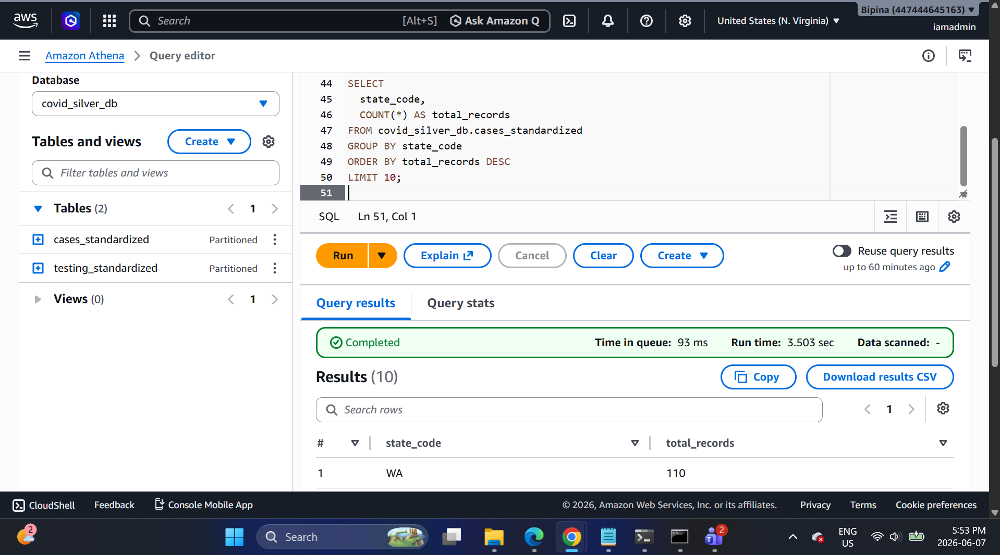 aws
Search
[Alt+S]
Ask Amazon Q
United States (N. Virginia)
Bipina (447444645163)
iamadmin
Amazon Athena
Query editor
Database
covid_silver_db
Tables and views
Create
Filter tables and views
Tables (2)
1
cases_standardized
Partitioned
testing_standardized
Partitioned
Views (0)
1
44 SELECT
45 state_code,
46 COUNT(*) AS total_records
47 FROM covid_silver_db.cases_standardized
48 GROUP BY state_code
49 ORDER BY total_records DESC
50 LIMIT 10;
51
SQL
Ln 51, Col 1
Run
Explain
Cancel
Clear
Create
Reuse query results
up to 60 minutes ago
Query results
Query stats
Completed
Time in queue: 93 ms
Run time: 3.503 sec
Data scanned: -
Results (10)
Copy
Download results CSV
Search rows
1
# state_code total_records
1 WA 110
CloudShell
Feedback
Console Mobile App
© 2026, Amazon Web Services, Inc. or its affiliates.
Privacy
Terms
Cookie preferences
2
Search
T
2
ENG
US
5:53 PM
2026-06-07